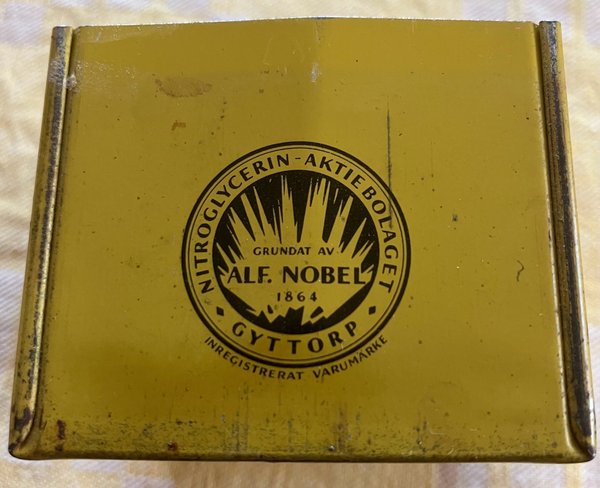 NITROGLYCERIN-AKTIEBOLAGET
GRUNDAT AV
ALF. NOBEL
1864
GYTTORP
INREGISTRERAT VARUMÄRKE